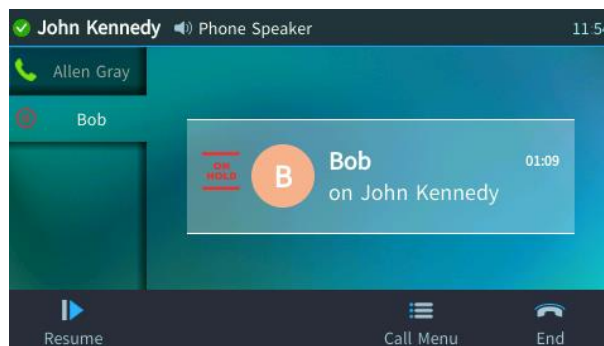 John Kennedy Phone Speaker 11:54
Allen Gray
Bob
ON
HOLD
B
Bob 01:09
on John Kennedy
Resume Call Menu End